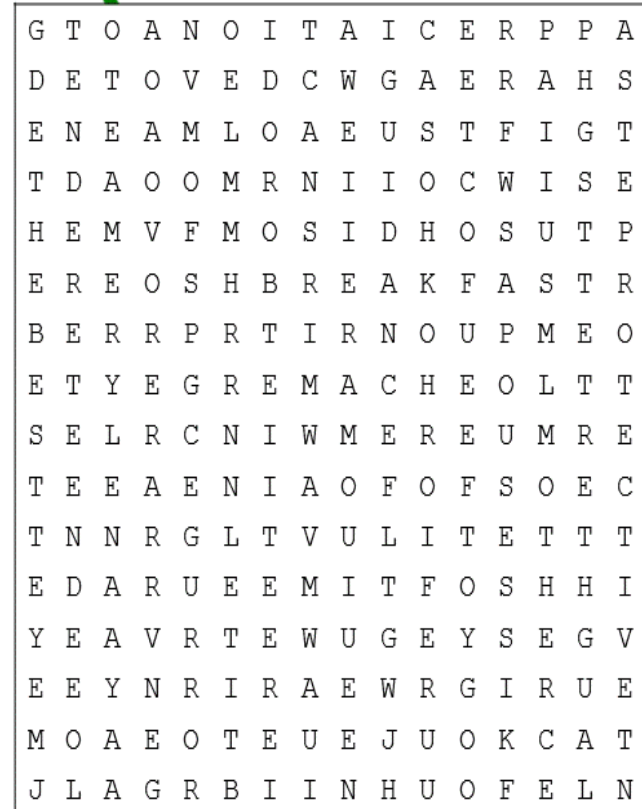 G T O A N O I T A I C E R P P A
D E T O V E D C W G A E R A H S
E N E A M L O A E U S T F I G T
T D A O O M R N I I O C W I S E
H E M V F M O S I D H O S U T P
E R E O S H B R E A K F A S T R
B E R R P R T I R N O U P M E O
E T Y E G R E M A C H E O L T T
S E L R C N I W M E R E U M R E
T E E A E N I A O F O F S O E C
T N N R G L T V U L I T E T T T
E D A R U E E M I T F O S H H I
Y E A V R T E W U G E Y S E G V
E E Y N R I R A E W R G I R U E
M O A E O T E U E J U O K C A T
J L A G R B I I N H U O F E L N